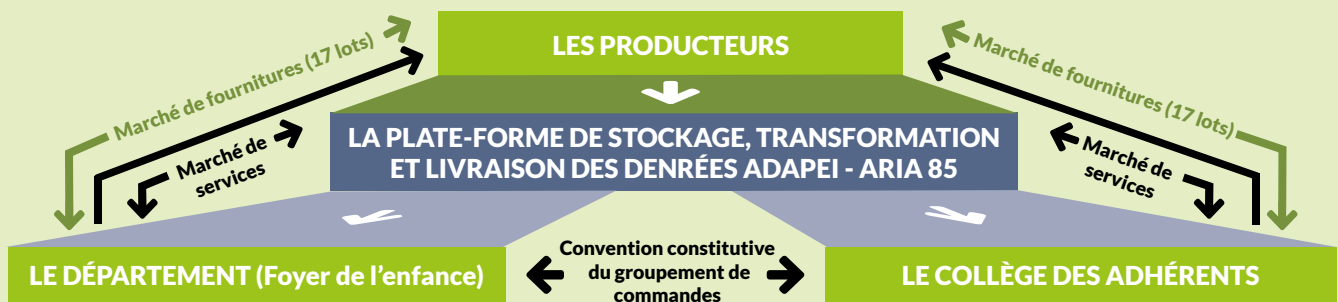 LES PRODUCTEURS
Marché de fournitures (17 lots)
Marché de fournitures (17 lots)
LA PLATE-FORME DE STOCKAGE, TRANSFORMATION
ET LIVRAISON DES DENRÉES ADAPEI - ARIA 85
Marché de
services
Marché de
services
LE DÉPARTEMENT (Foyer de l'enfance)
Convention constitutive
du groupement de
commandes
LE COLLÈGE DES ADHÉRENTS